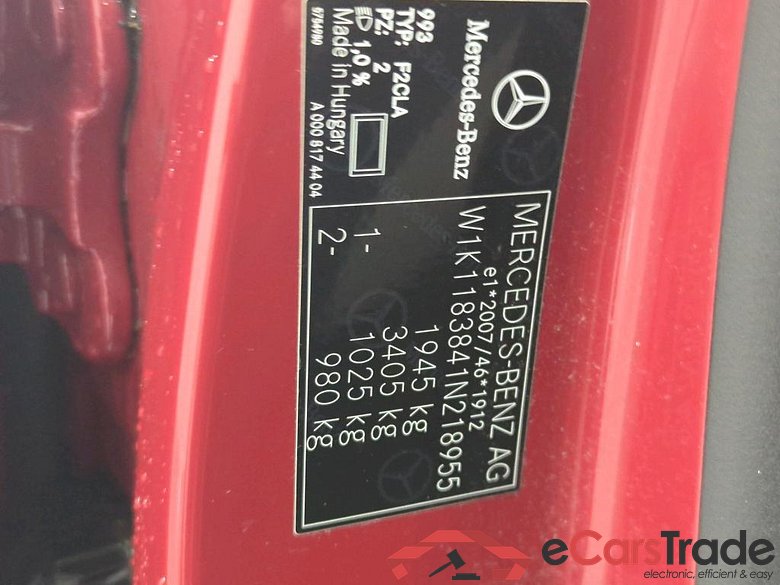 Mercedes-Benz
993
TYP: F2CLA
PZ: 2
1,0 %
Made in Hungary
A 000 817 44 04
MERCEDES-BENZ AG
e1*2007/46*1912
W1K1183841N218955
1945 kg
3405 kg
1- 1025 kg
2- 980 kg
eCarsTrade
electronic, efficient & easy